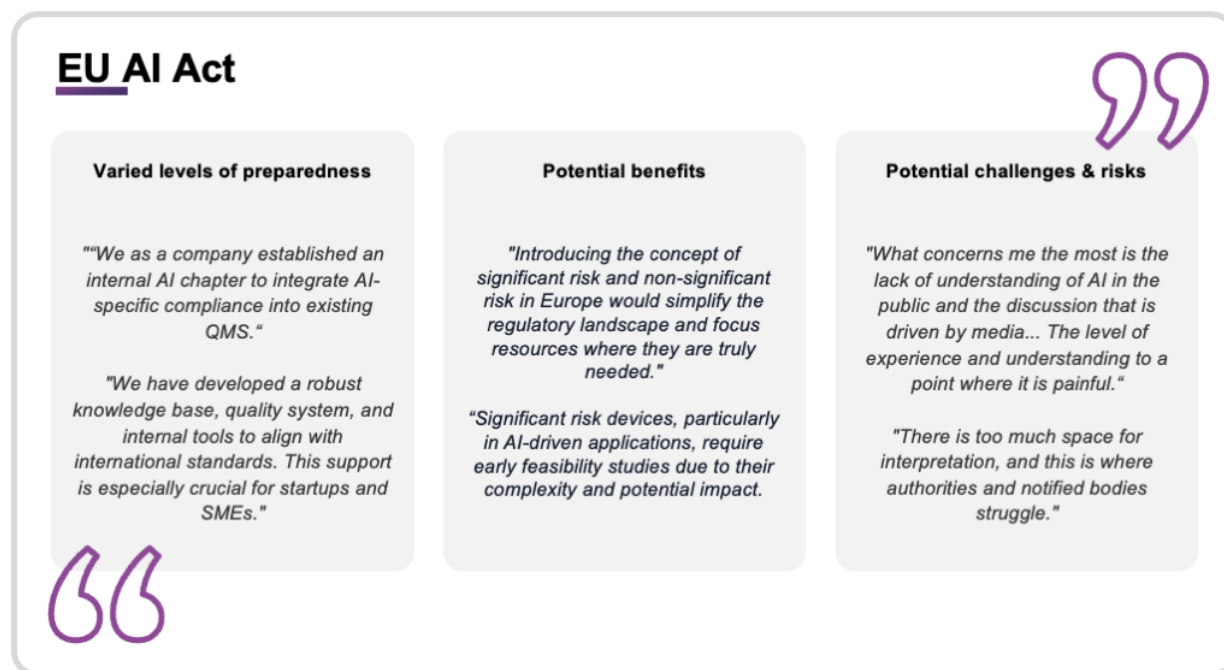 EU AI Act
Varied levels of preparedness
"“We as a company established an
internal AI chapter to integrate AI-
specific compliance into existing
QMS.“
"We have developed a robust
knowledge base, quality system, and
internal tools to align with
international standards. This support
is especially crucial for startups and
SMEs."
Potential benefits
"Introducing the concept of
significant risk and non-significant
risk in Europe would simplify the
regulatory landscape and focus
resources where they are truly
needed."
“Significant risk devices, particularly
in AI-driven applications, require
early feasibility studies due to their
complexity and potential impact.
Potential challenges & risks
"What concerns me the most is the
lack of understanding of AI in the
public and the discussion that is
driven by media... The level of
experience and understanding to a
point where it is painful.“
"There is too much space for
interpretation, and this is where
authorities and notified bodies
struggle."